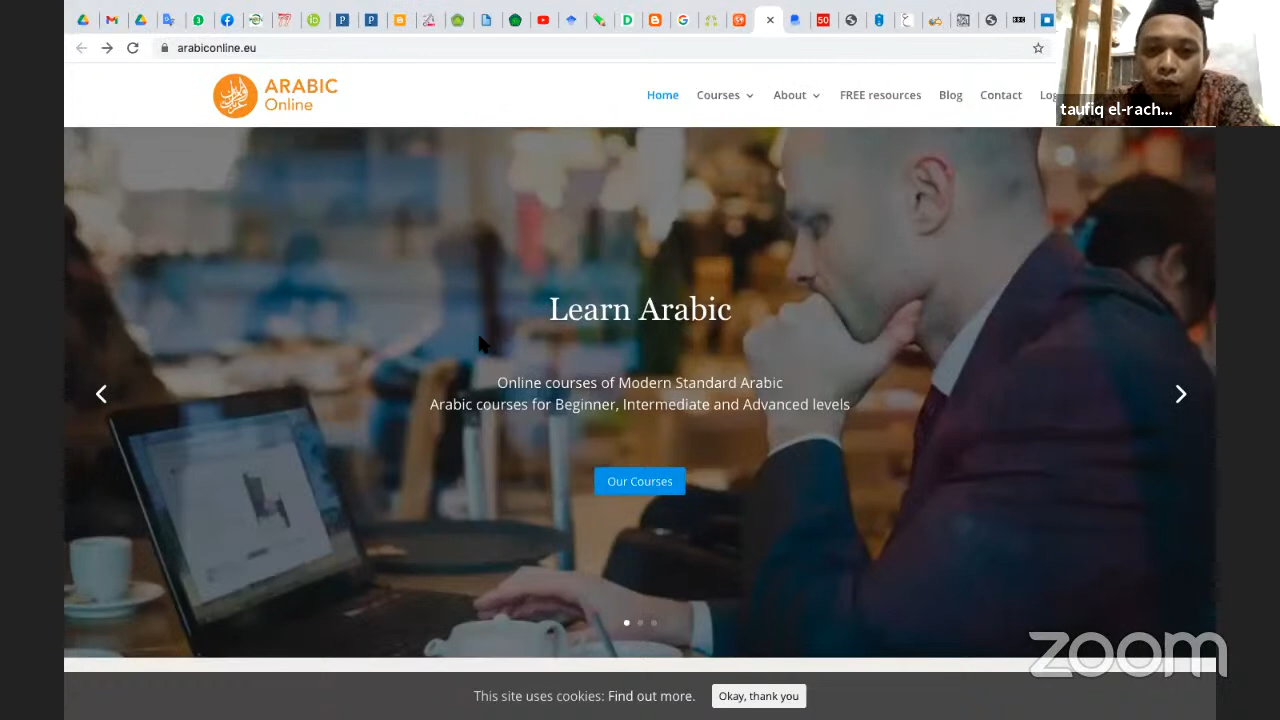 arabiconline.eu
ARABIC
Online
Home
Courses
About
FREE resources
Blog
Contact
taufiq el-rach...
Learn Arabic
Online courses of Modern Standard Arabic
Arabic courses for Beginner, Intermediate and Advanced levels
Our Courses
zoom
This site uses cookies: Find out more.
Okay, thank you